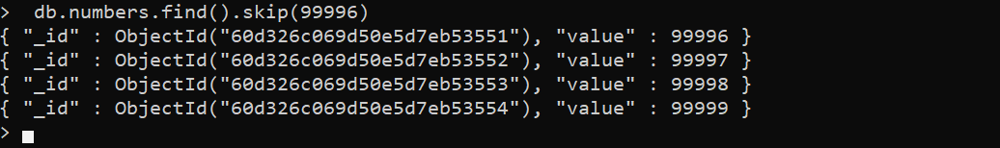 >  db.numbers.find().skip(99996)
{ "_id" : ObjectId("60d326c069d50e5d7eb53551"), "value" : 99996 }
{ "_id" : ObjectId("60d326c069d50e5d7eb53552"), "value" : 99997 }
{ "_id" : ObjectId("60d326c069d50e5d7eb53553"), "value" : 99998 }
{ "_id" : ObjectId("60d326c069d50e5d7eb53554"), "value" : 99999 }
>